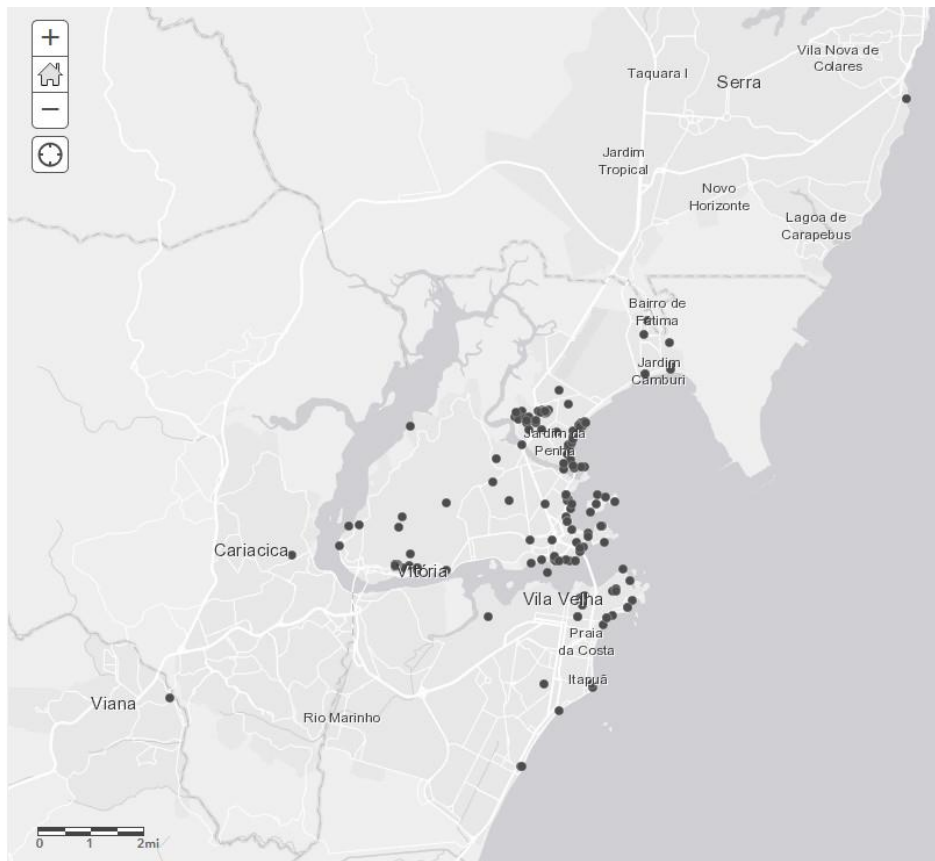 +
−
Vila Nova de
Colares
Taquara I
Serra
Jardim
Tropical
Novo
Horizonte
Lagoa de
Carapebus
Bairro de
Fátima
Jardim
Camburi
Jardim da
Penha
Cariacica
Vitória
Vila Velha
Praia
da Costa
Itapuã
Viana
Rio Marinho
0 1 2mi